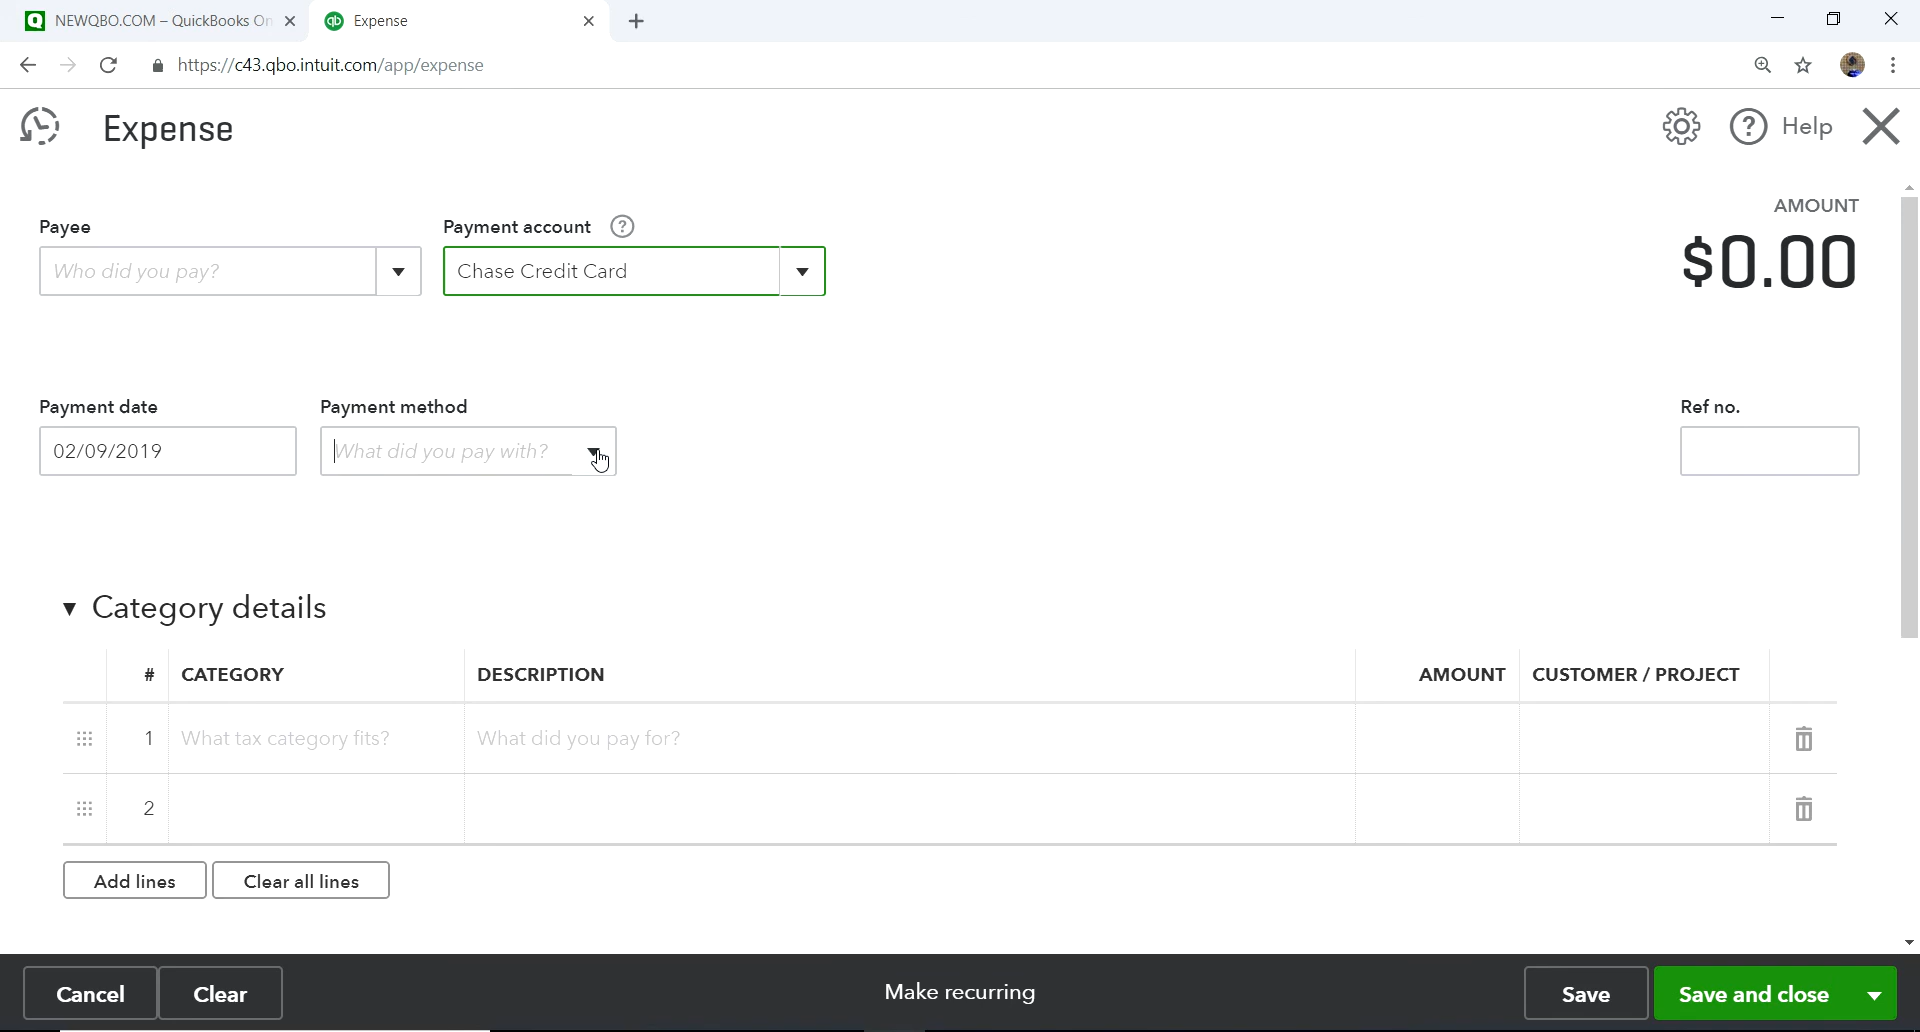 NEWQBO.COM – QuickBooks On
Expense
https://c43.qbo.intuit.com/app/expense
Expense
Help
Payee
Payment account ?
AMOUNT
Who did you pay?
Chase Credit Card
$0.00
Payment date
Payment method
Ref no.
02/09/2019
What did you pay with?
Category details
# CATEGORY DESCRIPTION AMOUNT CUSTOMER / PROJECT
1 What tax category fits? What did you pay for?
2
Add lines
Clear all lines
Cancel
Clear
Make recurring
Save
Save and close